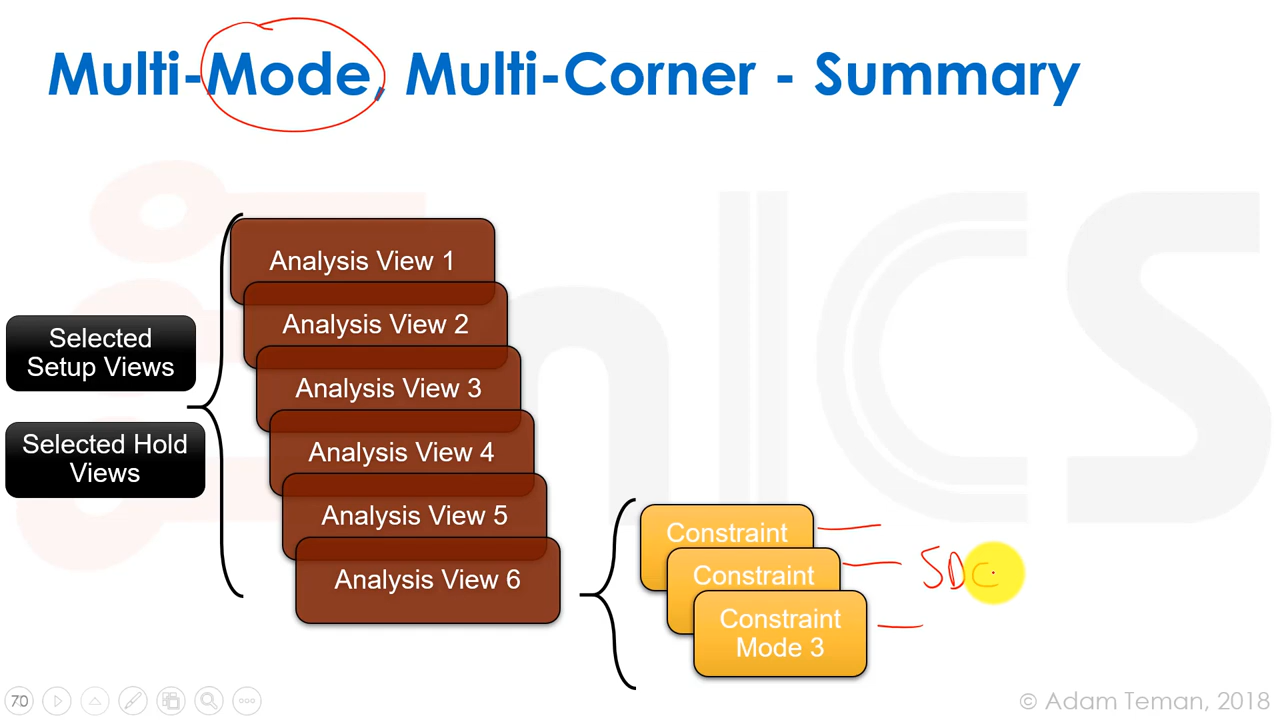 Multi-Mode, Multi-Corner - Summary
Analysis View 1
Analysis View 2
Analysis View 3
Analysis View 4
Analysis View 5
Analysis View 6
Selected
Setup Views
Selected Hold
Views
Constraint
Constraint
Constraint
Mode 3
SDC
70
© Adam Teman, 2018